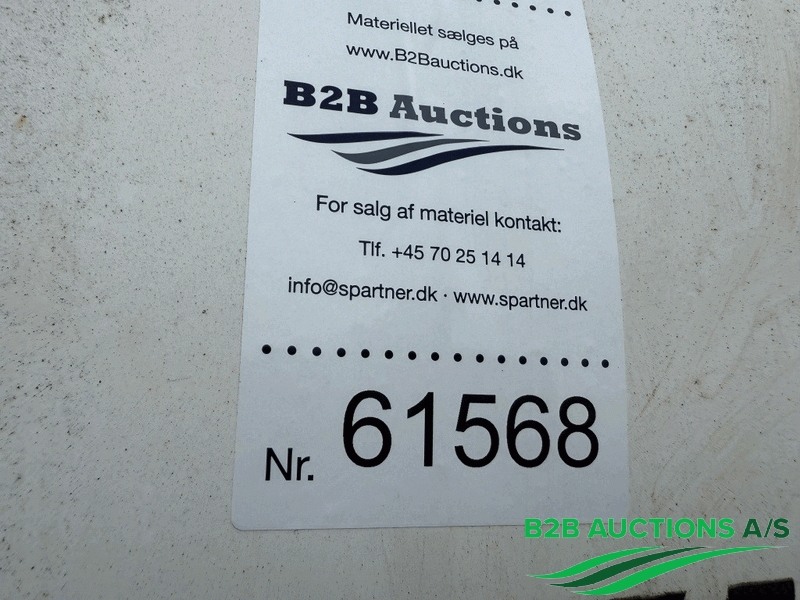 Materiellet sælges på
www.B2Bauctions.dk
B2B Auctions
For salg af materiel kontakt:
Tlf. +45 70 25 14 14
info@spartner.dk · www.spartner.dk
Nr. 61568
B2B AUCTIONS A/S